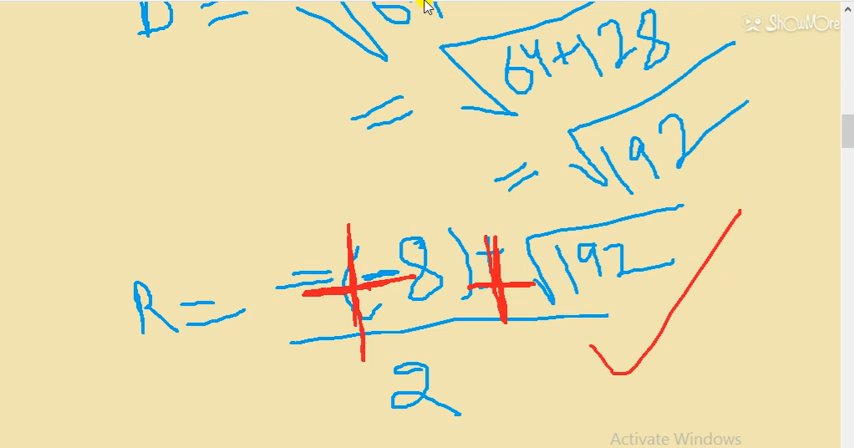 D = √64
= √64+128
= √192
R = = (-8) ± √192
2
ShowMore
Activate Windows